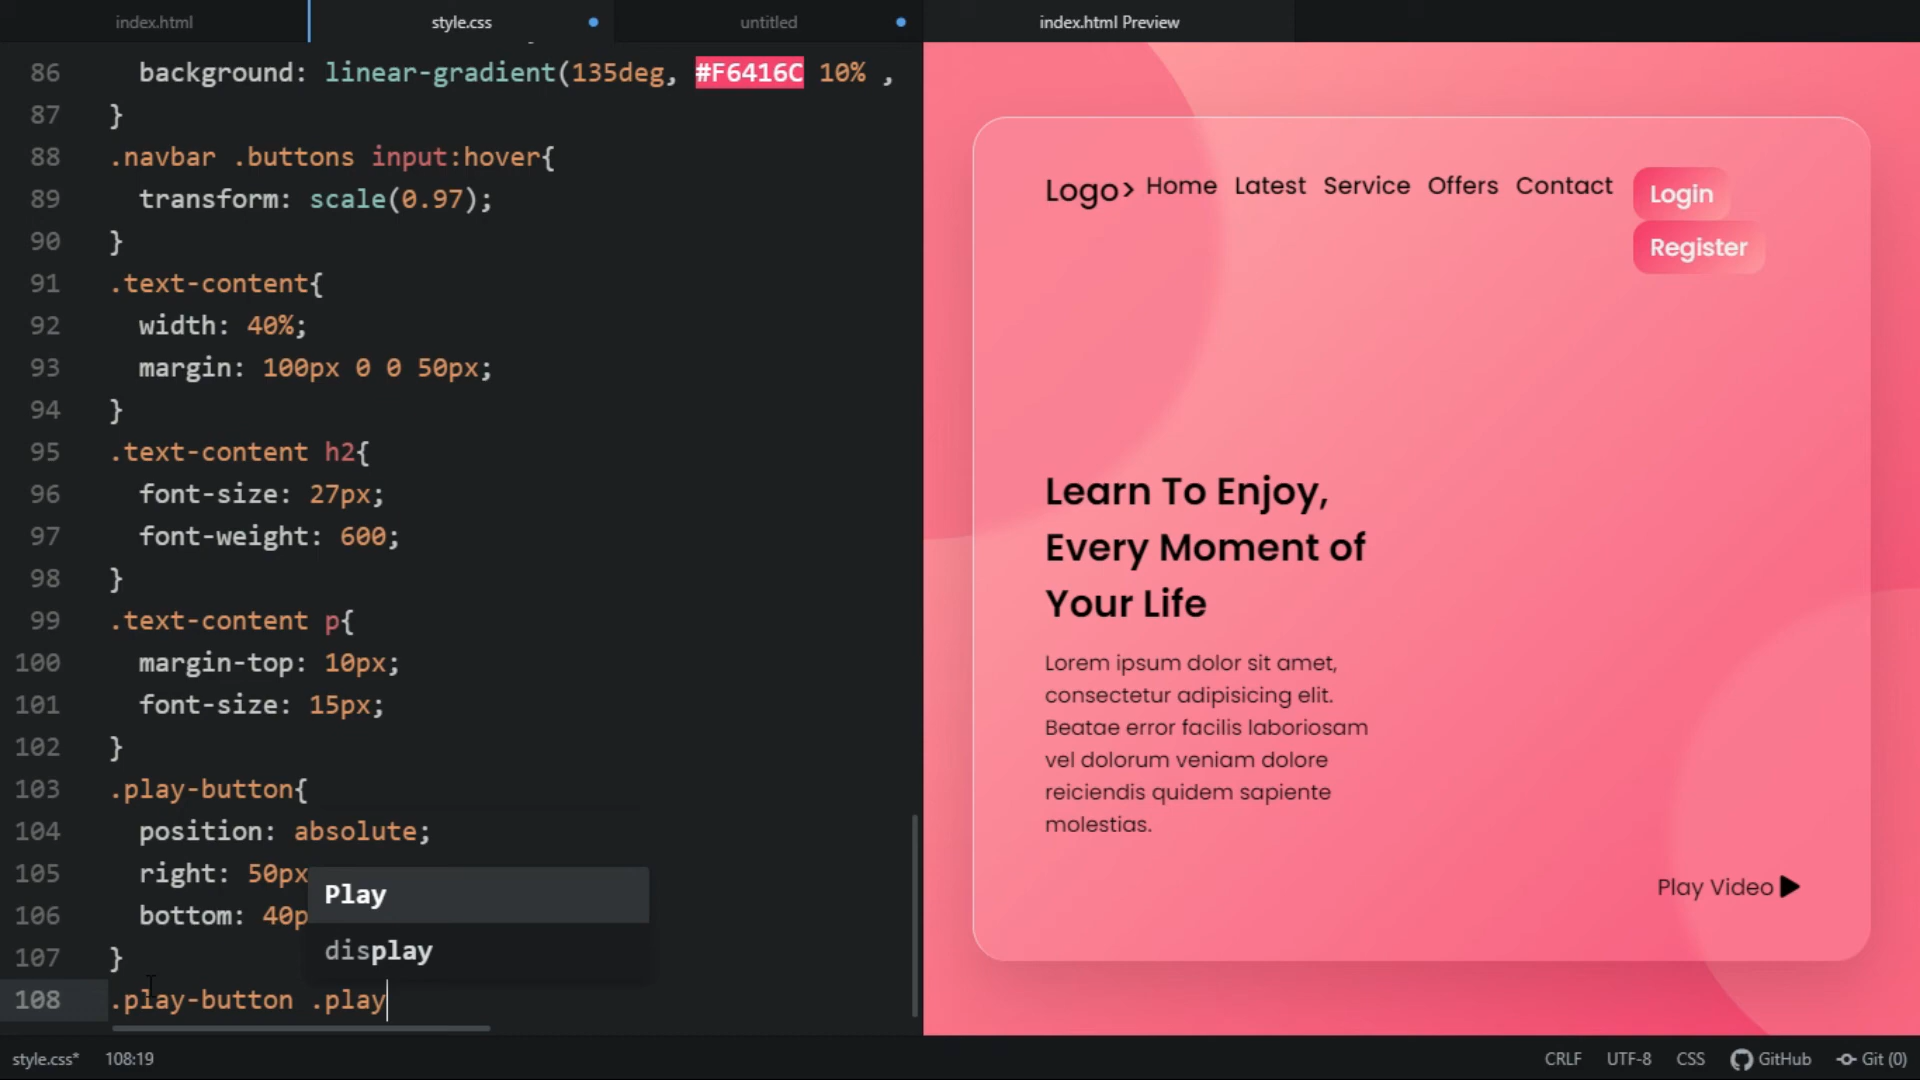 index.html
style.css
untitled
index.html Preview
86 background: linear-gradient(135deg, #F6416C 10% ,
87 }
88 .navbar .buttons input:hover{
89 transform: scale(0.97);
90 }
91 .text-content{
92 width: 40%;
93 margin: 100px 0 0 50px;
94 }
95 .text-content h2{
96 font-size: 27px;
97 font-weight: 600;
98 }
99 .text-content p{
100 margin-top: 10px;
101 font-size: 15px;
102 }
103 .play-button{
104 position: absolute;
105 right: 50px
106 bottom: 40p
107 }
108 .play-button .play
Play
display
Logo> Home Latest Service Offers Contact Login
Register
Learn To Enjoy,
Every Moment of
Your Life
Lorem ipsum dolor sit amet,
consectetur adipisicing elit.
Beatae error facilis laboriosam
vel dolorum veniam dolore
reiciendis quidem sapiente
molestias.
Play Video
style.css* 108:19
CRLF UTF-8 CSS GitHub Git (0)